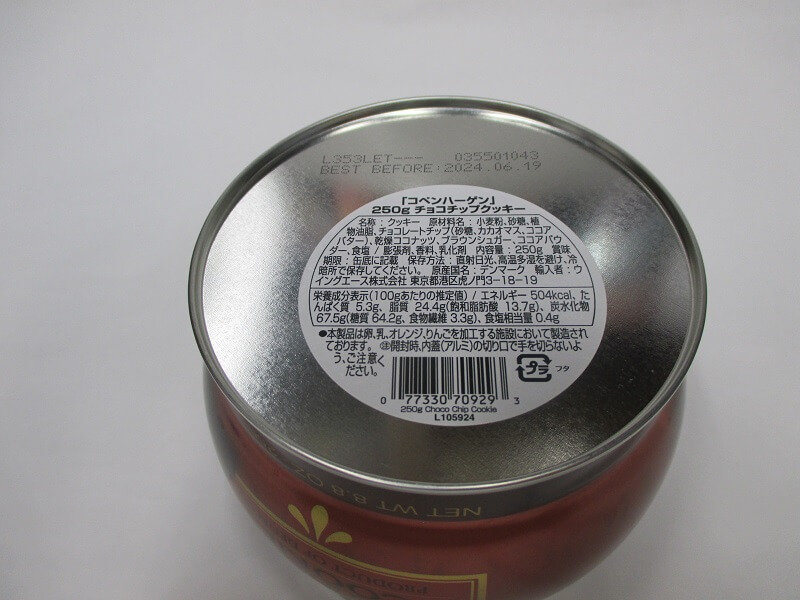 L353LET--- 035501043
BEST BEFORE:2024.06.19
「コペンハーゲン」
250g チョコチップクッキー
名称：クッキー 原材料名：小麦粉、砂糖、植
物油脂、チョコレートチップ(砂糖、カカオマス、ココア
バター)、乾燥ココナッツ、ブラウンシュガー、ココアパウ
ダー、食塩 / 膨張剤、香料、乳化剤 内容量：250g 賞味
期限：缶底に記載 保存方法：直射日光、高温多湿を避け、冷
暗所で保存してください。 原産国名：デンマーク 輸入者：ウ
イングエース株式会社 東京都港区虎ノ門3-18-19
栄養成分表示(100gあたりの推定値) / エネルギー 504kcal、た
んぱく質 5.3g、脂質 24.4g(飽和脂肪酸 13.7g)、炭水化物
67.5g(糖質 64.2g、食物繊維 3.3g)、食塩相当量 0.4g
●本製品は卵、乳、オレンジ、りんごを加工する施設において製造され
ております。 ㊟開封時、内蓋(アルミ)の切り口で手を切らないよ
う、ご注意く
ださい。
プラ フタ
0 77330 70929 3
250g Choco Chip Cookie
L105924
NET WT 8.8 OZ
PRODUCT OF